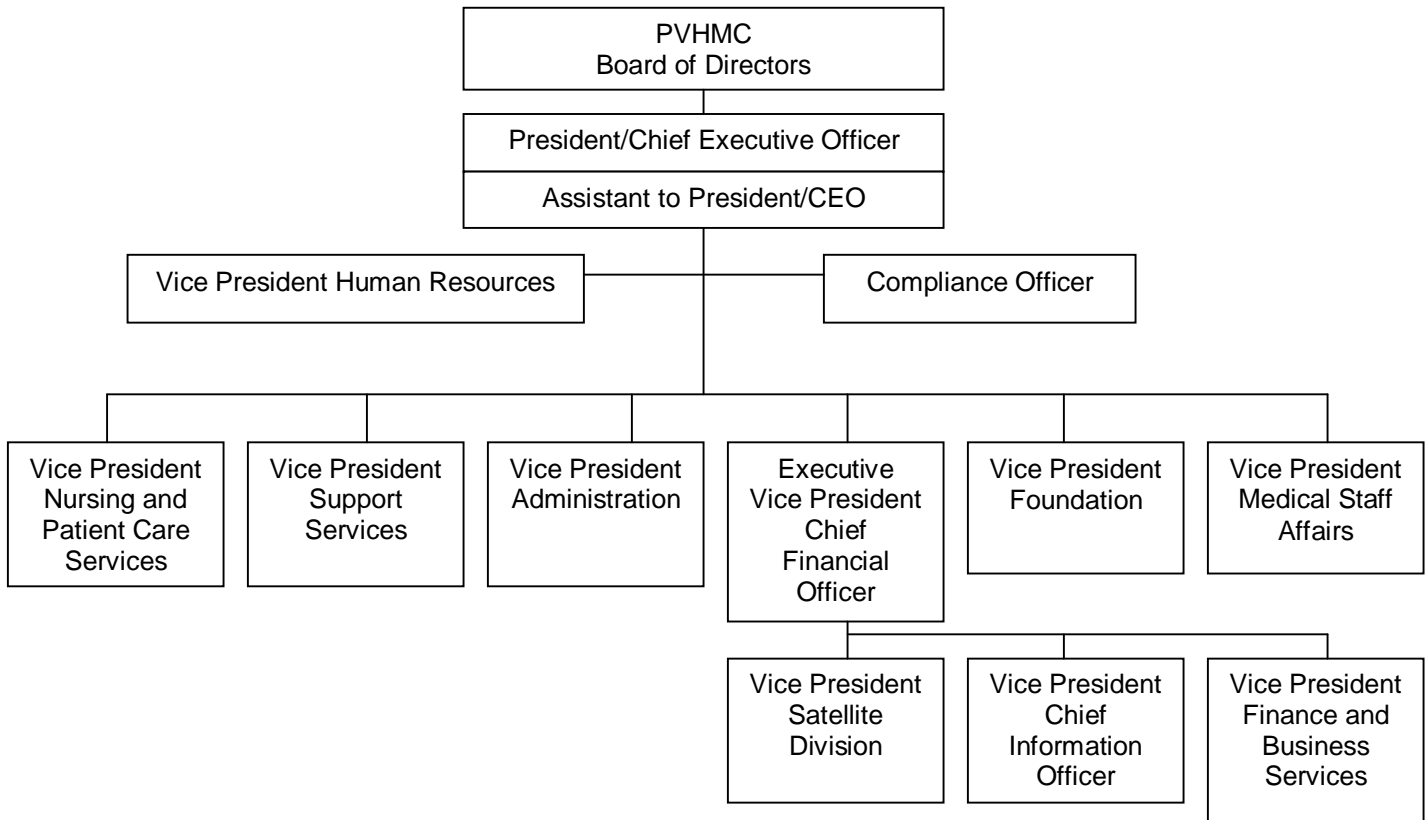 PVHMC
Board of Directors
President/Chief Executive Officer
Assistant to President/CEO
Vice President Human Resources
Compliance Officer
Vice President
Nursing and
Patient Care
Services
Vice President
Support
Services
Vice President
Administration
Executive
Vice President
Chief
Financial
Officer
Vice President
Foundation
Vice President
Medical Staff
Affairs
Vice President
Satellite
Division
Vice President
Chief
Information
Officer
Vice President
Finance and
Business
Services